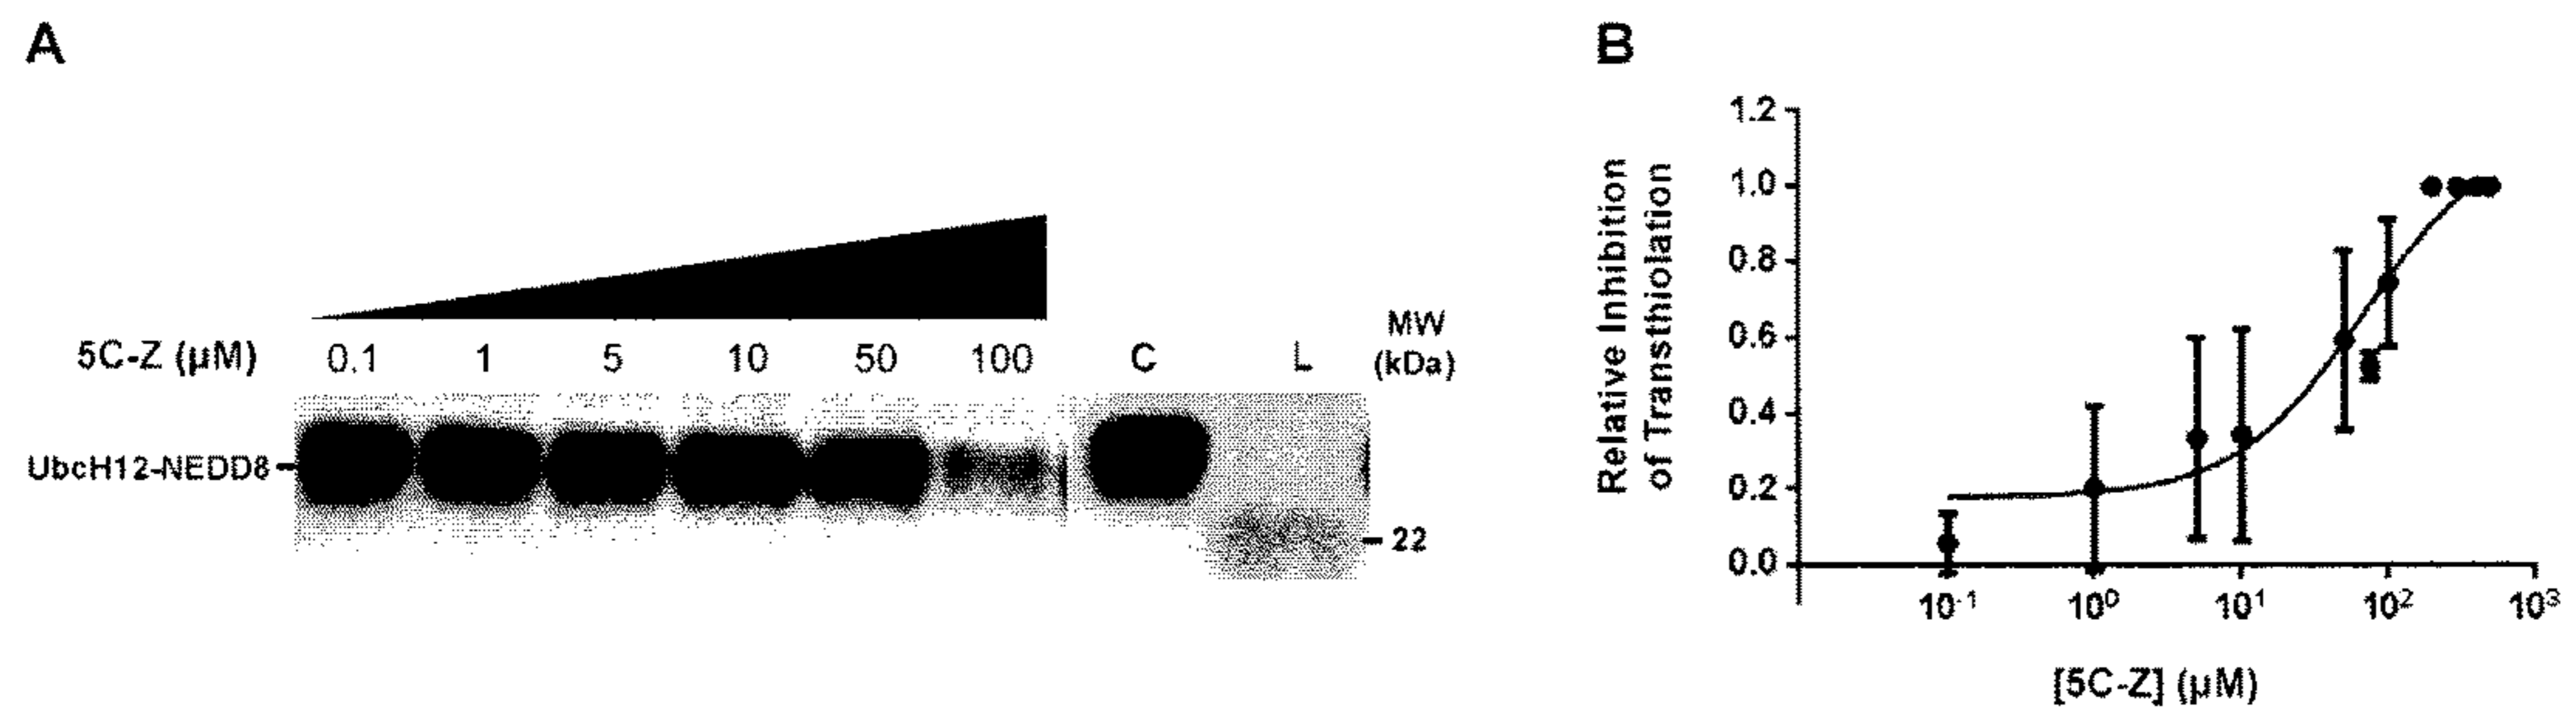 A
5C-Z (µM) 0.1 1 5 10 50 100 C L MW (kDa)
UbcH12-NEDD8
22
B
Relative Inhibition
of Transthiolation
1.2
1.0
0.8
0.6
0.4
0.2
0.0
10⁻¹ 10⁰ 10¹ 10² 10³
[5C-Z] (µM)